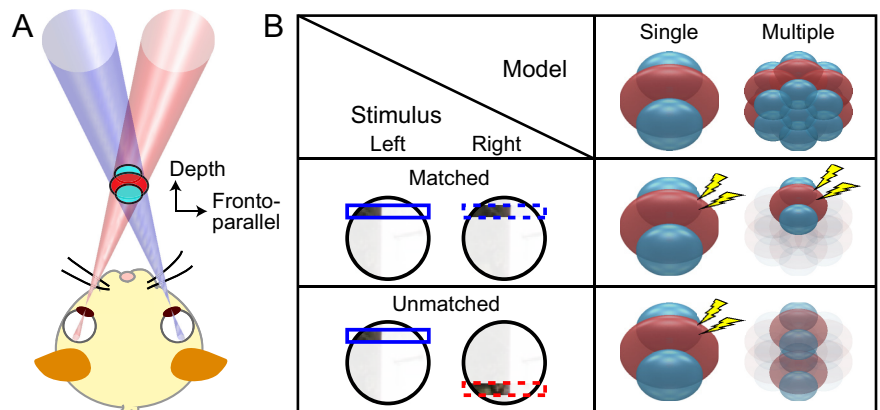 A
Depth
Fronto-
parallel
B
Model
Stimulus
Left Right
Single Multiple
Matched
Unmatched